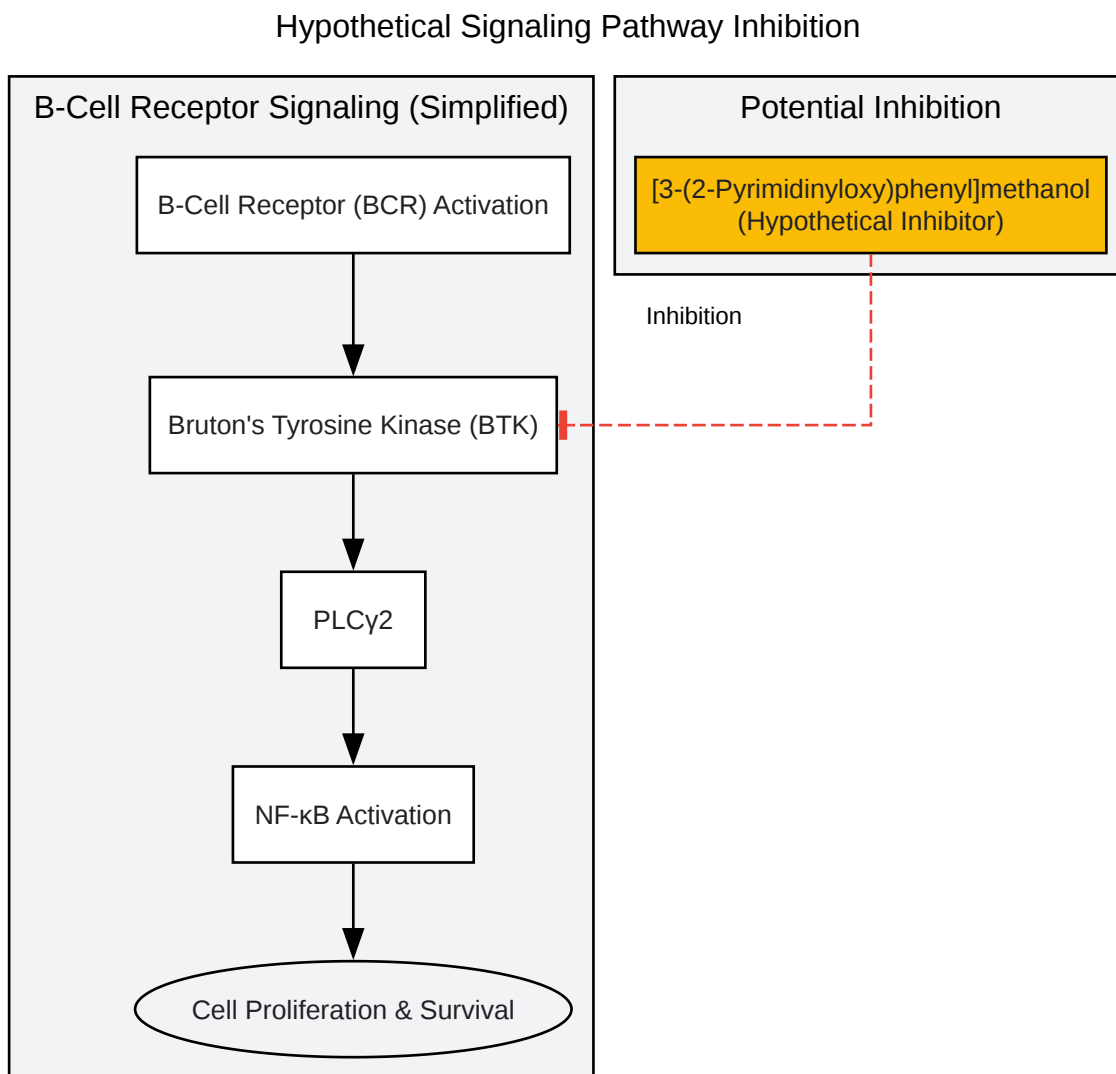 Hypothetical Signaling Pathway Inhibition
B-Cell Receptor Signaling (Simplified)
B-Cell Receptor (BCR) Activation
Bruton's Tyrosine Kinase (BTK)
PLCγ2
NF-κB Activation
Cell Proliferation & Survival
Potential Inhibition
[3-(2-Pyrimidinyloxy)phenyl]methanol
(Hypothetical Inhibitor)
Inhibition